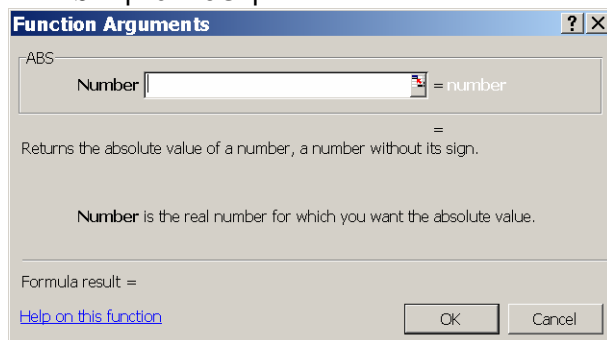 Function Arguments ? X
ABS
Number = number
=
Returns the absolute value of a number, a number without its sign.
Number is the real number for which you want the absolute value.
Formula result =
Help on this function OK Cancel